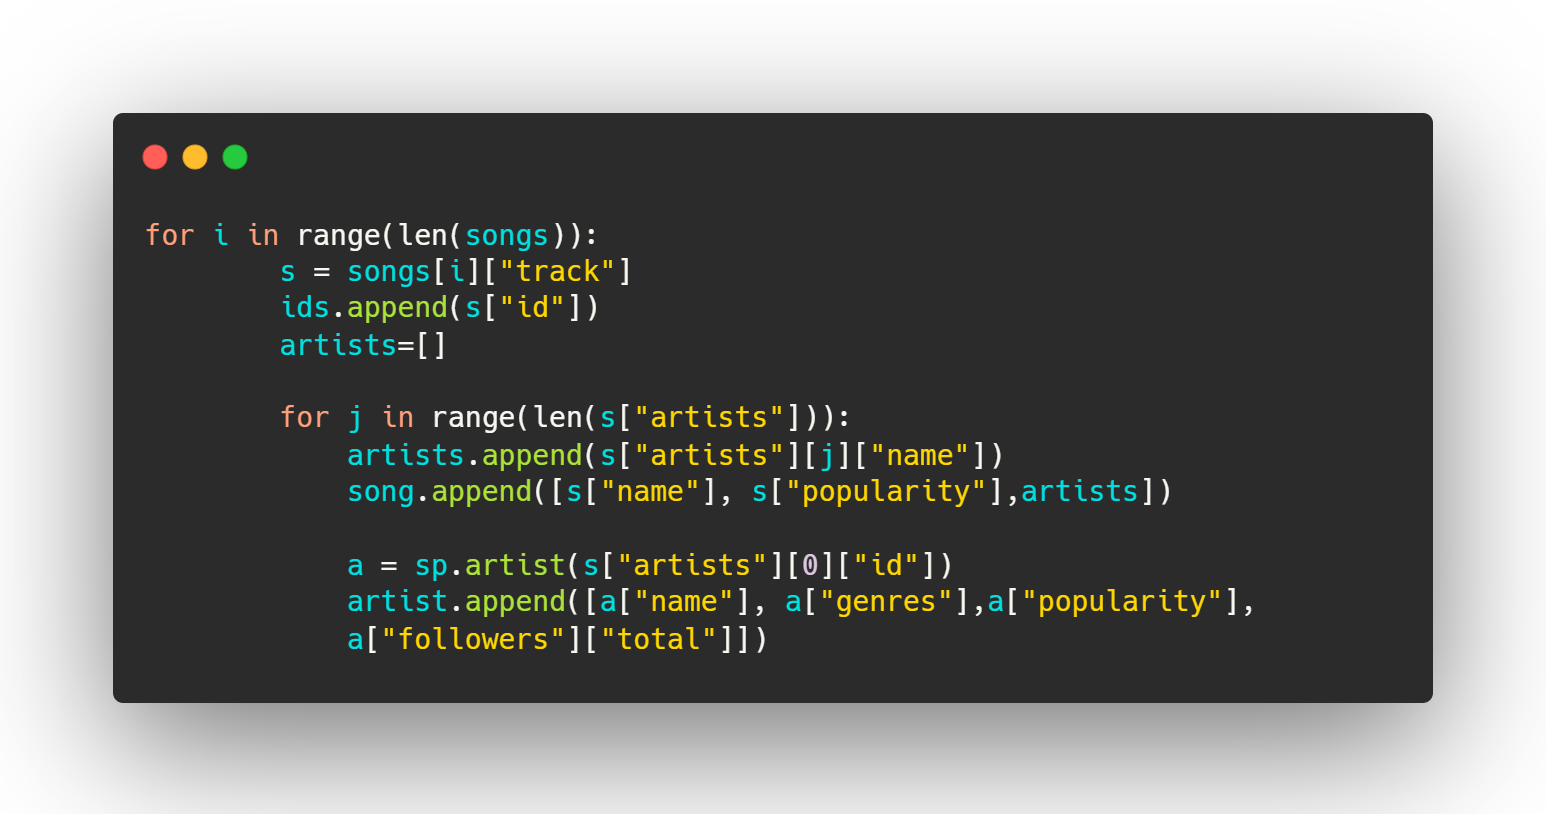 for i in range(len(songs)):
        s = songs[i]["track"]
        ids.append(s["id"])
        artists=[]

        for j in range(len(s["artists"])):
            artists.append(s["artists"][j]["name"])
            song.append([s["name"], s["popularity"],artists])

            a = sp.artist(s["artists"][0]["id"])
            artist.append([a["name"], a["genres"],a["popularity"],
            a["followers"]["total"]])